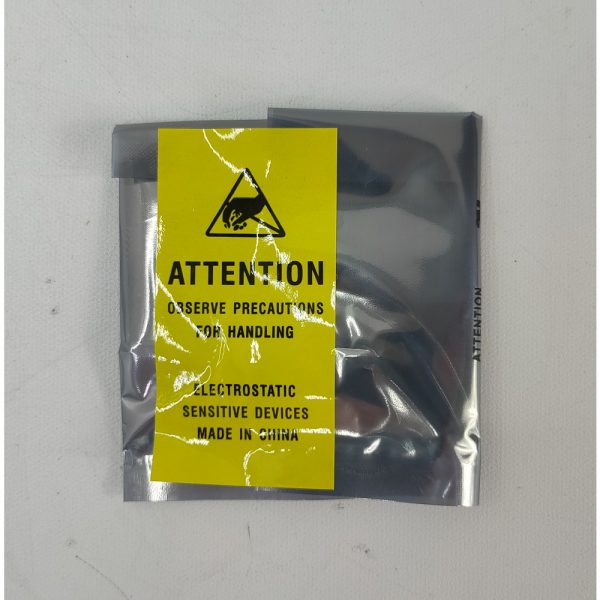 ATTENTION
OBSERVE PRECAUTIONS
FOR HANDLING
ELECTROSTATIC
SENSITIVE DEVICES
MADE IN CHINA
ATTENTION